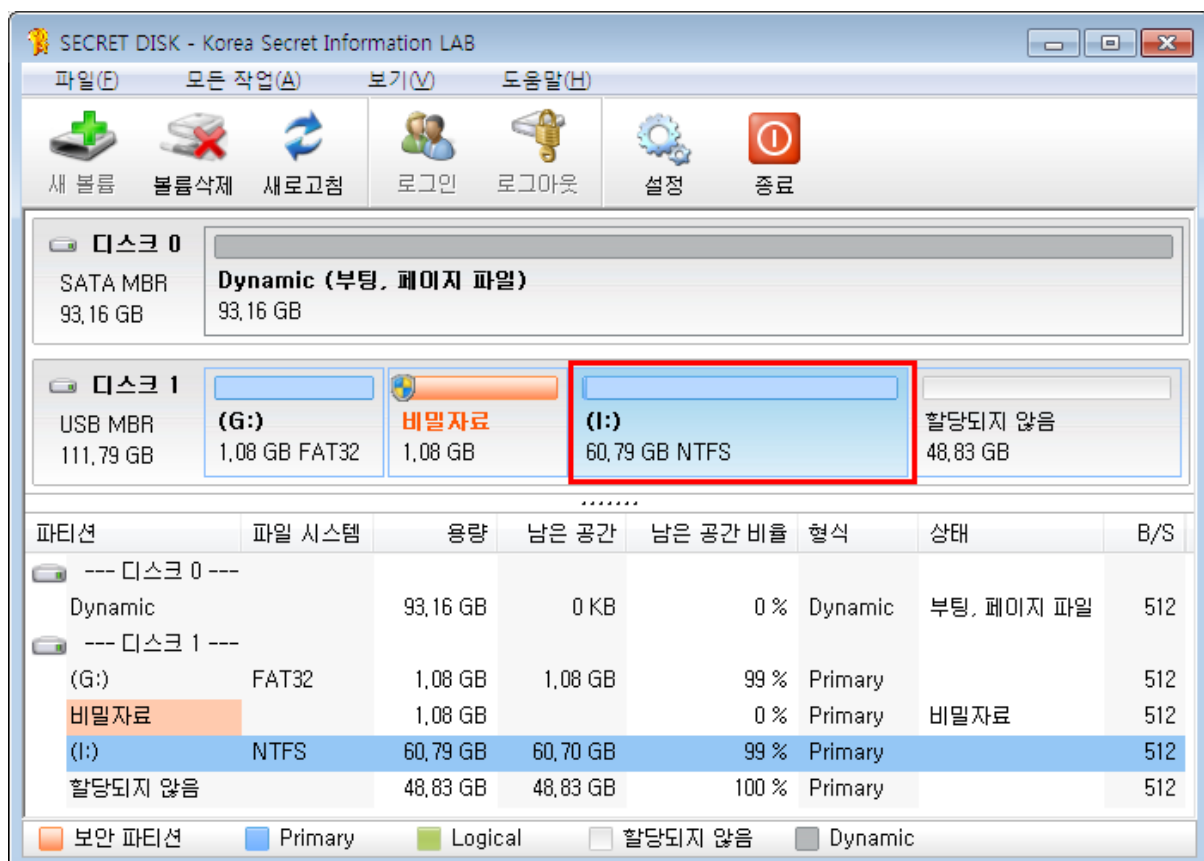 SECRET DISK - Korea Secret Information LAB
파일(F) 모든 작업(A) 보기(V) 도움말(H)
새 볼륨 볼륨삭제 새로고침 로그인 로그아웃 설정 종료
디스크 0
SATA MBR
93,16 GB
Dynamic (부팅, 페이지 파일)
93,16 GB
디스크 1
USB MBR
111,79 GB
(G:)
1,08 GB FAT32
비밀자료
1,08 GB
(I:)
60,79 GB NTFS
할당되지 않음
48,83 GB
파티션 파일 시스템 용량 남은 공간 남은 공간 비율 형식 상태 B/S
--- 디스크 0 ---
Dynamic 93,16 GB 0 KB 0 % Dynamic 부팅, 페이지 파일 512
--- 디스크 1 ---
(G:) FAT32 1,08 GB 1,08 GB 99 % Primary 512
비밀자료 1,08 GB 0 % Primary 비밀자료 512
(I:) NTFS 60,79 GB 60,70 GB 99 % Primary 512
할당되지 않음 48,83 GB 48,83 GB 100 % Primary 512
보안 파티션 Primary Logical 할당되지 않음 Dynamic